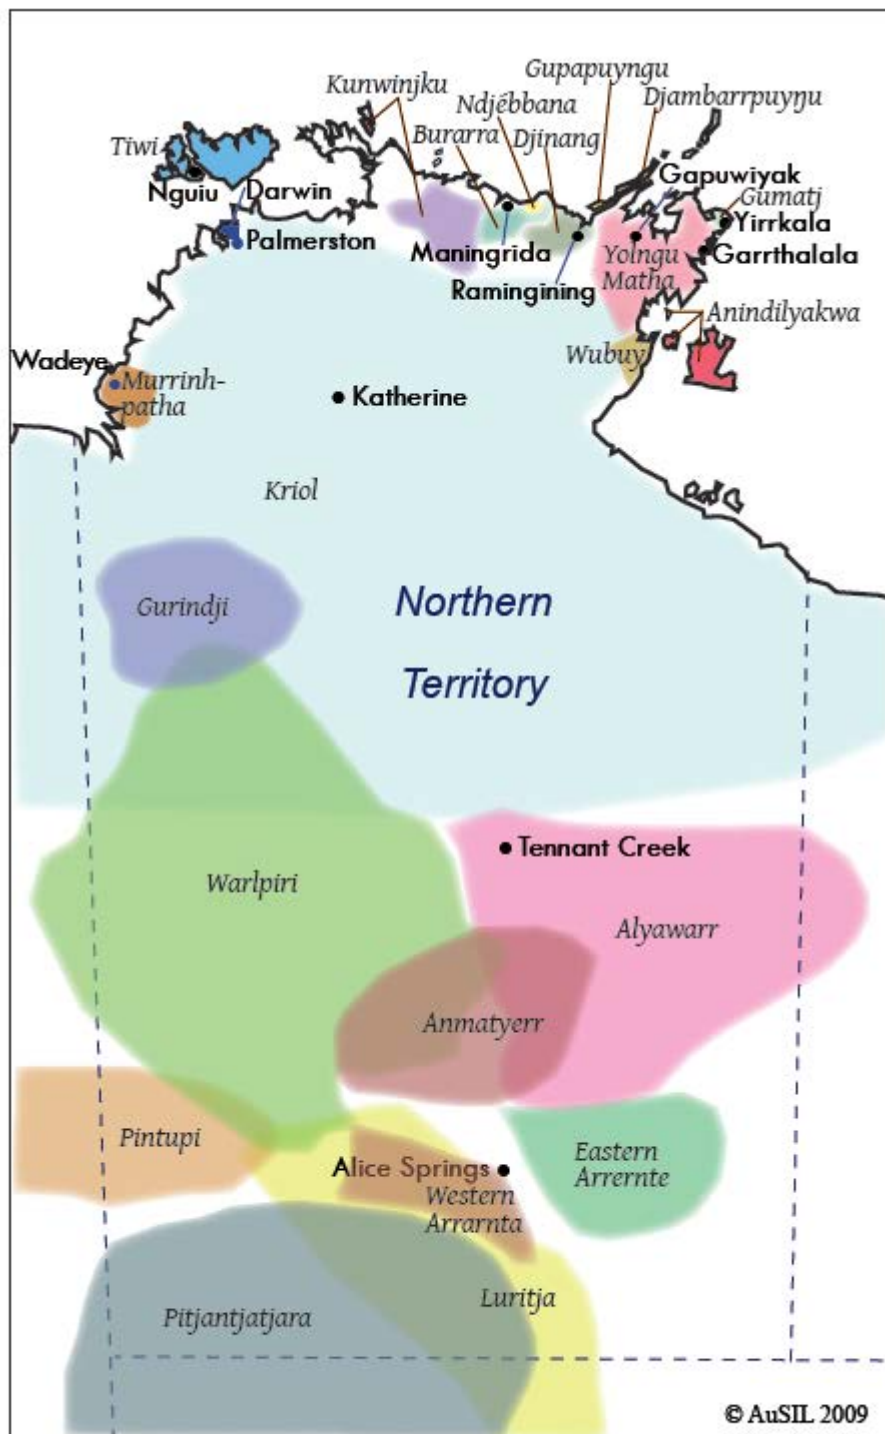 Gupapuyngu
Kunwinjku
Ndjébbana
Djambarrpuyŋu
Burarra
Djinang
Tiwi
Gapuwiyak
Nguiu
Darwin
Gumatj
Yirrkala
Palmerston
Maningrida
Yolngu
Matha
Garrthalala
Ramingining
Anindilyakwa
Wubuy
Wadeye
Murrinh-
patha
Katherine
Kriol
Gurindji
Northern
Territory
Tennant Creek
Warlpiri
Alyawarr
Anmatyerr
Pintupi
Eastern
Arrernte
Alice Springs
Western
Ararnta
Luritja
Pitjantjatjara
© AuSIL 2009